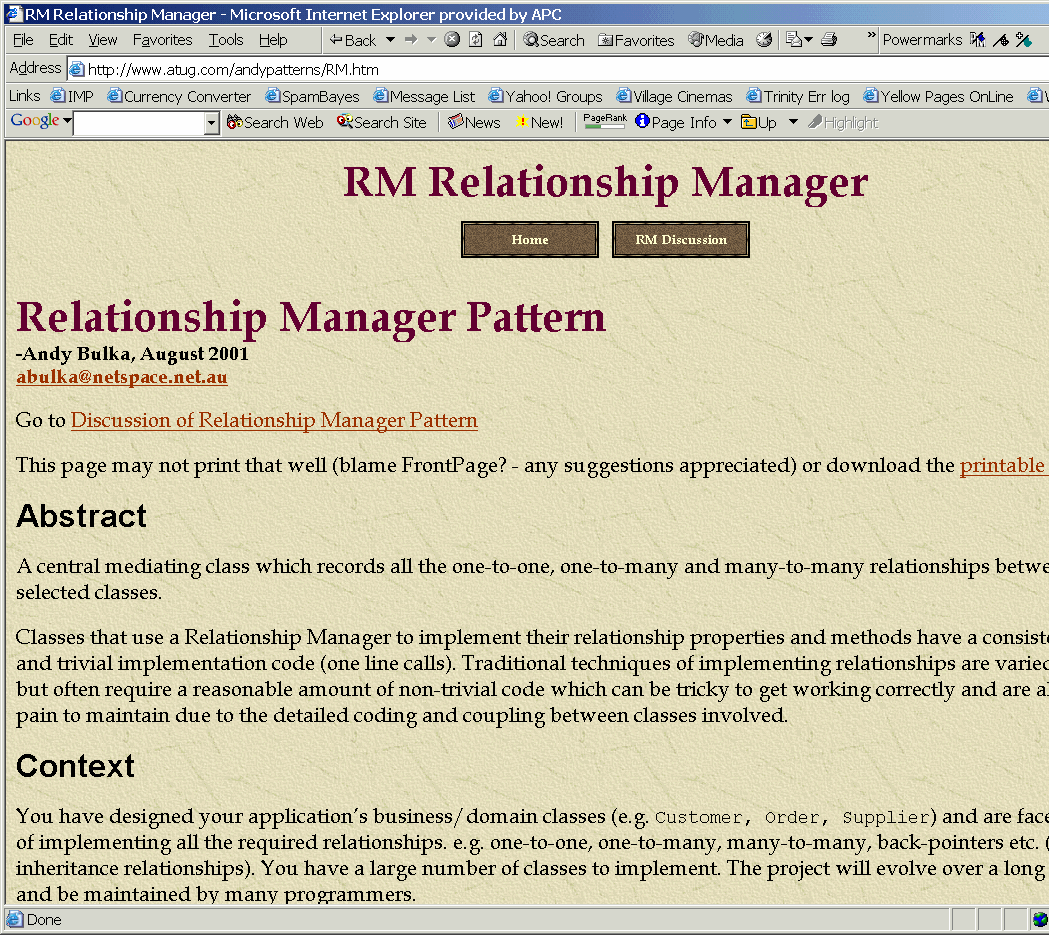 RM Relationship Manager - Microsoft Internet Explorer provided by APC
File Edit View Favorites Tools Help Back Search Favorites Media » Powermarks
Address http://www.atug.com/andypatterns/RM.htm
Links IMP Currency Converter SpamBayes Message List Yahoo! Groups Village Cinemas Trinity Err log Yellow Pages OnLine
Google Search Web Search Site News New! PageRank Page Info Up Highlight
RM Relationship Manager
Home RM Discussion
Relationship Manager Pattern
-Andy Bulka, August 2001
abulka@netspace.net.au
Go to Discussion of Relationship Manager Pattern
This page may not print that well (blame FrontPage? - any suggestions appreciated) or download the printable
Abstract
A central mediating class which records all the one-to-one, one-to-many and many-to-many relationships betwe
selected classes.
Classes that use a Relationship Manager to implement their relationship properties and methods have a consiste
and trivial implementation code (one line calls). Traditional techniques of implementing relationships are varied
but often require a reasonable amount of non-trivial code which can be tricky to get working correctly and are al
pain to maintain due to the detailed coding and coupling between classes involved.
Context
You have designed your application's business/domain classes (e.g. Customer, Order, Supplier) and are face
of implementing all the required relationships. e.g. one-to-one, one-to-many, many-to-many, back-pointers etc. (
inheritance relationships). You have a large number of classes to implement. The project will evolve over a long
and be maintained by many programmers.
Done